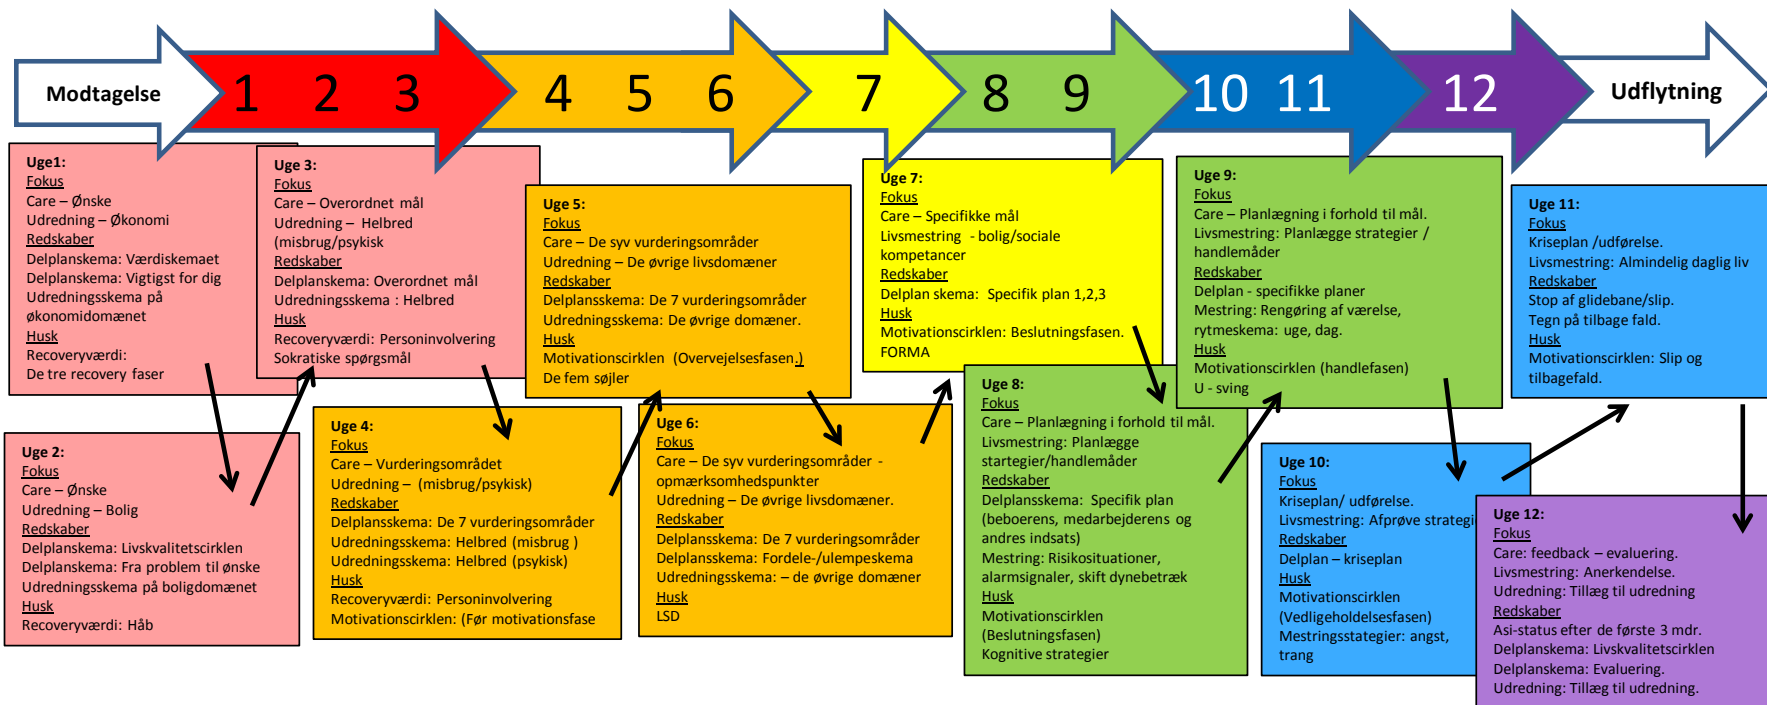 Modtagelse
1 2 3
4 5 6
7
8 9
10 11
12
Udflytning
Uge1:
Fokus
Care – Ønske
Udredning – Økonomi
Redskaber
Delplanskema: Værdiskemaet
Delplanskema: Vigtigst for dig
Udredningsskema på
økonomidomænet
Husk
Recoveryværdi:
De tre recovery faser
Uge 2:
Fokus
Care – Ønske
Udredning – Bolig
Redskaber
Delplanskema: Livskvalitetscirklen
Delplanskema: Fra problem til ønske
Udredningsskema på boligdomænet
Husk
Recoveryværdi: Håb
Uge 3:
Fokus
Care – Overordnet mål
Udredning – Helbred
(misbrug/psykisk
Redskaber
Delplanskema: Overordnet mål
Udredningsskema : Helbred
Husk
Recoveryværdi: Personinvolvering
Sokratiske spørgsmål
Uge 4:
Fokus
Care – Vurderingsområdet
Udredning – (misbrug/psykisk)
Redskaber
Delplansskema: De 7 vurderingsområder
Udredningsskema: Helbred (misbrug )
Udredningsskema: Helbred (psykisk)
Husk
Recoveryværdi: Personinvolvering
Motivationscirklen: (Før motivationsfase
Uge 5:
Fokus
Care – De syv vurderingsområder
Udredning – De øvrige livsdomæner
Redskaber
Delplansskema: De 7 vurderingsområder
Udredningsskema: De øvrige domæner.
Husk
Motivationscirklen (Overvejelsesfasen.)
De fem søjler
Uge 6:
Fokus
Care – De syv vurderingsområder -
opmærksomhedspunkter
Udredning – De øvrige livsdomæner.
Redskaber
Delplansskema: De 7 vurderingsområder
Delplansskema: Fordele-/ulempeskema
Udredningsskema: – de øvrige domæner
Husk
LSD
Uge 7:
Fokus
Care – Specifikke mål
Livsmestring - bolig/sociale
kompetancer
Redskaber
Delplan skema: Specifik plan 1,2,3
Husk
Motivationscirklen: Beslutningsfasen.
FORMA
Uge 8:
Fokus
Care – Planlægning i forhold til mål.
Livsmestring: Planlægge
startegier/handlemåder
Redskaber
Delplansskema: Specifik plan
(beboerens, medarbejderens og
andres indsats)
Mestring: Risikosituationer,
alarmsignaler, skift dynebetræk
Husk
Motivationscirklen
(Beslutningsfasen)
Kognitive strategier
Uge 9:
Fokus
Care – Planlægning i forhold til mål.
Livsmestring: Planlægge strategier /
handlemåder
Redskaber
Delplan - specifikke planer
Mestring: Rengøring af værelse,
rytmeskema: uge, dag.
Husk
Motivationscirklen (handlefasen)
U - sving
Uge 10:
Fokus
Kriseplan/ udførelse.
Livsmestring: Afprøve strategie
Redskaber
Delplan – kriseplan
Husk
Motivationscirklen
(Vedligeholdelsesfasen)
Mestringsstategier: angst,
trang
Uge 11:
Fokus
Kriseplan /udførelse.
Livsmestring: Almindelig daglig liv
Redskaber
Stop af glidebane/slip.
Tegn på tilbage fald.
Husk
Motivationscirklen: Slip og
tilbagefald.
Uge 12:
Fokus
Care: feedback – evaluering.
Livsmestring: Anerkendelse.
Udredning: Tillæg til udredning
Redskaber
Asi-status efter de første 3 mdr.
Delplanskema: Livskvalitetcirklen
Delplanskema: Evaluering.
Udredning: Tillæg til udredning.